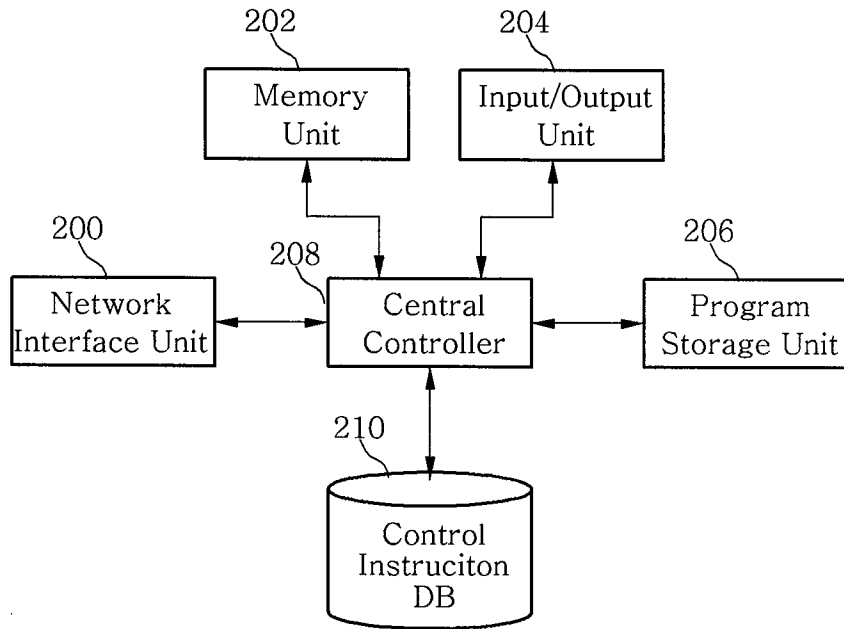 202
Memory
Unit
204
Input/Output
Unit
200
Network
Interface Unit
208
Central
Controller
206
Program
Storage Unit
210
Control
Instruciton
DB